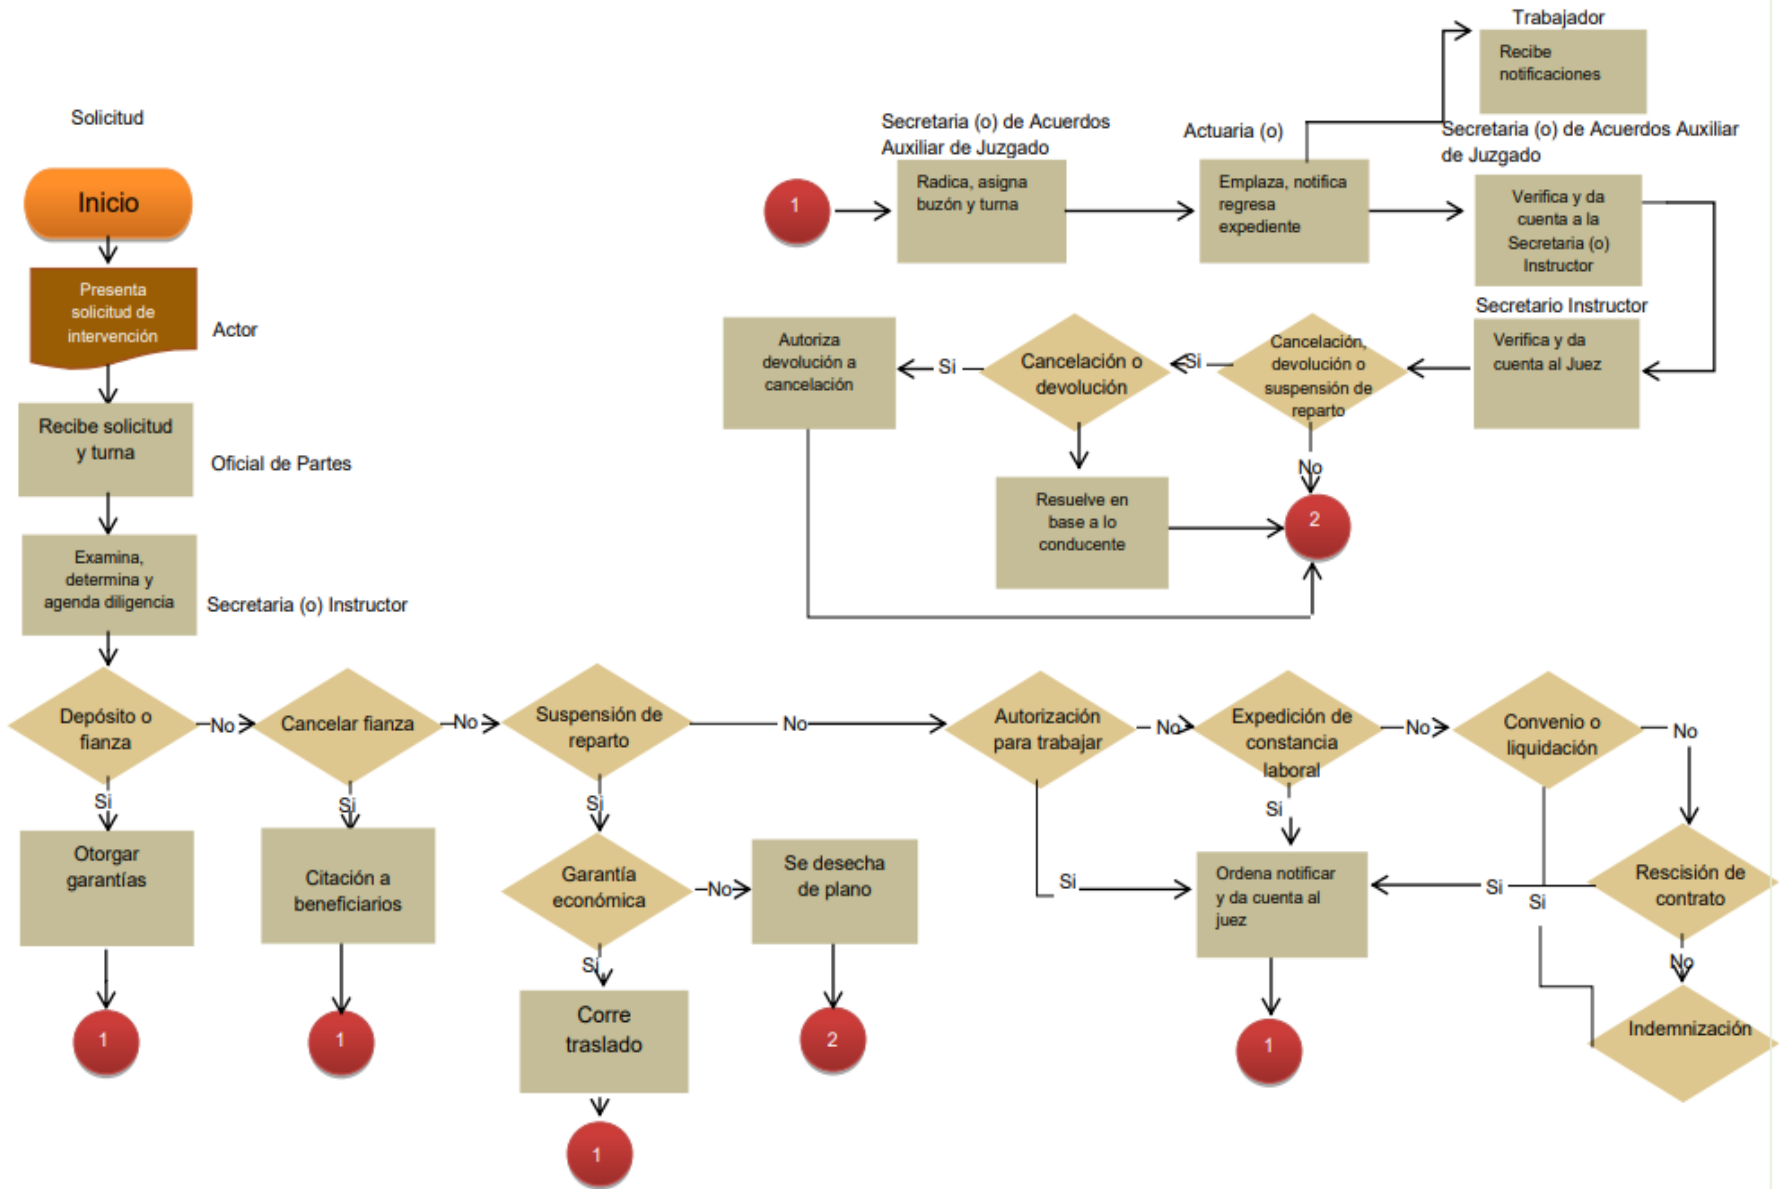 Solicitud
Inicio
Presenta
solicitud de
intervención
Actor
Recibe solicitud
y turna
Oficial de Partes
Examina,
determina y
agenda diligencia
Secretaria (o) Instructor
Trabajador
Recibe
notificaciones
Secretaria (o) de Acuerdos
Auxiliar de Juzgado
Actuaria (o)
Secretaria (o) de Acuerdos Auxiliar
de Juzgado
1
Radica, asigna
buzón y turna
Emplaza, notifica
regresa
expediente
Verifica y da
cuenta a la
Secretaria (o)
Instructor
Secretario Instructor
Verifica y da
cuenta al Juez
Cancelación,
devolución o
suspensión de
reparto
Si
Cancelación o
devolución
Si
Autoriza
devolución a
cancelación
No
Resuelve en
base a lo
conducente
2
Depósito o
fianza
No
Cancelar fianza
No
Suspensión de
reparto
No
Autorización
para trabajar
No
Expedición de
constancia
laboral
No
Convenio o
liquidación
No
Si
Si
Si
Si
Otorgar
garantías
Citación a
beneficiarios
Garantía
económica
No
Se desecha
de plano
Si
Ordena notificar
y da cuenta al
juez
Si
Si
Rescisión de
contrato
Si
No
Corre
traslado
Indemnización
1
1
2
1
1